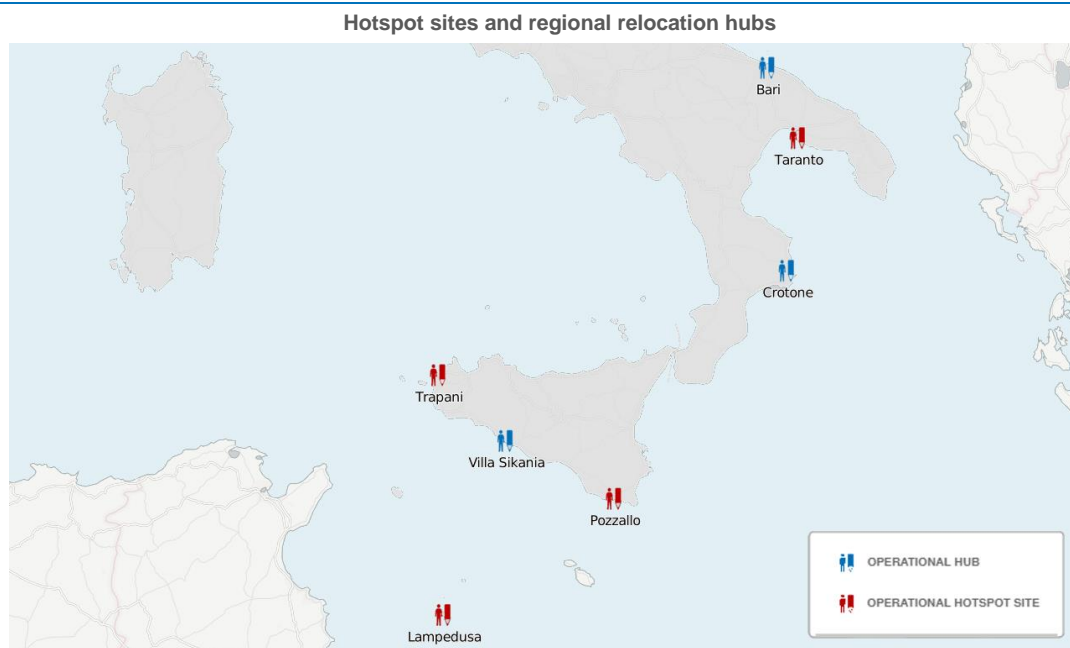 Hotspot sites and regional relocation hubs
Bari
Taranto
Crotone
Trapani
Villa Sikania
Pozzallo
Lampedusa
OPERATIONAL HUB
OPERATIONAL HOTSPOT SITE